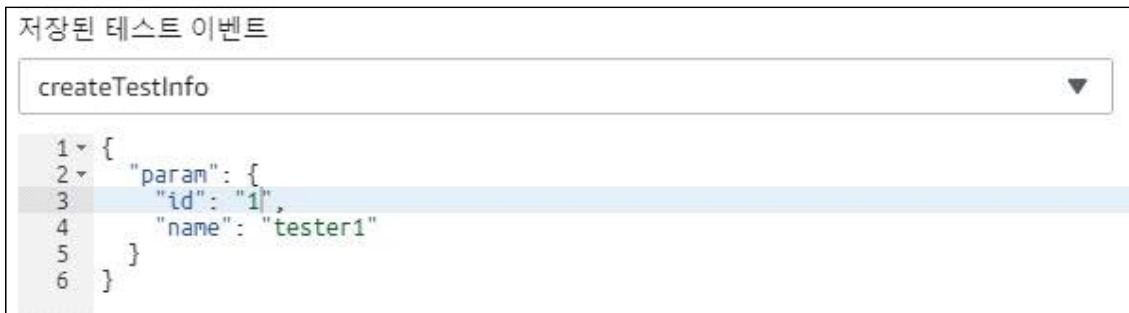 저장된 테스트 이벤트
createTestInfo
1 {
2 "param": {
3 "id": "1",
4 "name": "tester1"
5 }
6 }